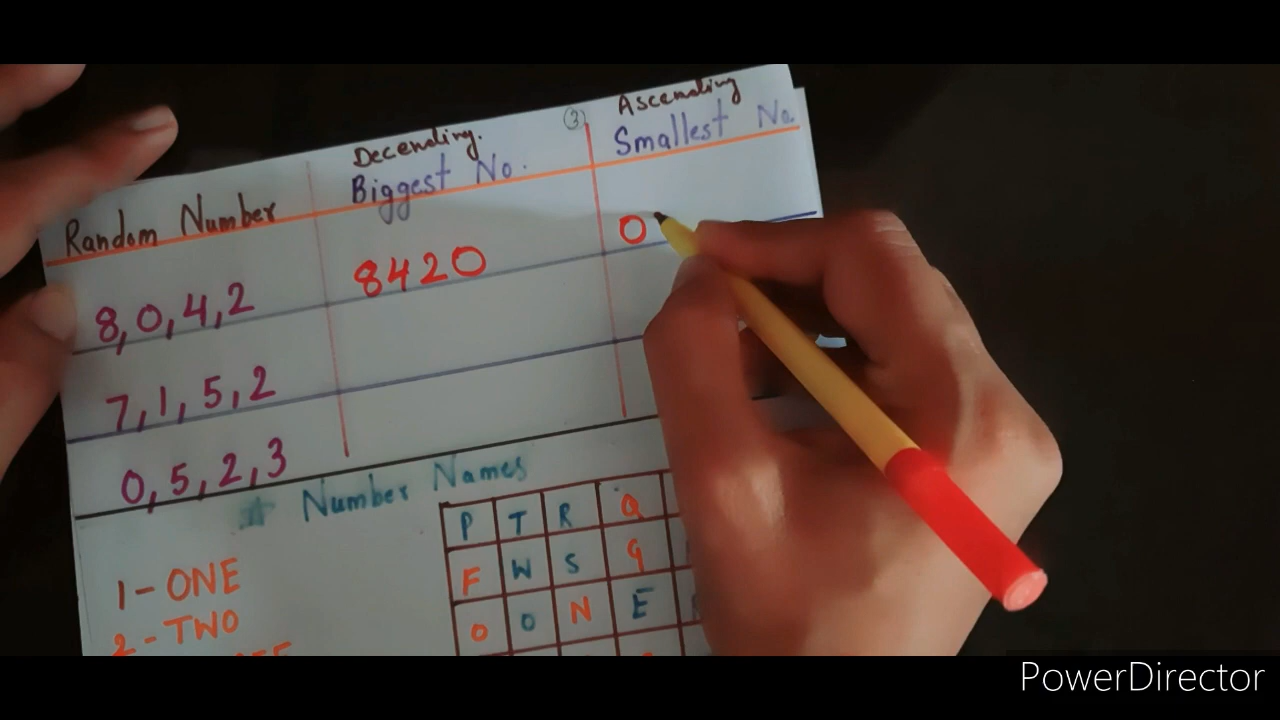 Decending.
③
Ascending
Random Number
Biggest No.
Smallest No.
8,0,4,2
8420
0
7,1,5,2
0,5,2,3
Number Names
P T R Q
1-ONE
F W S G
2-TWO
O O N E
PowerDirector